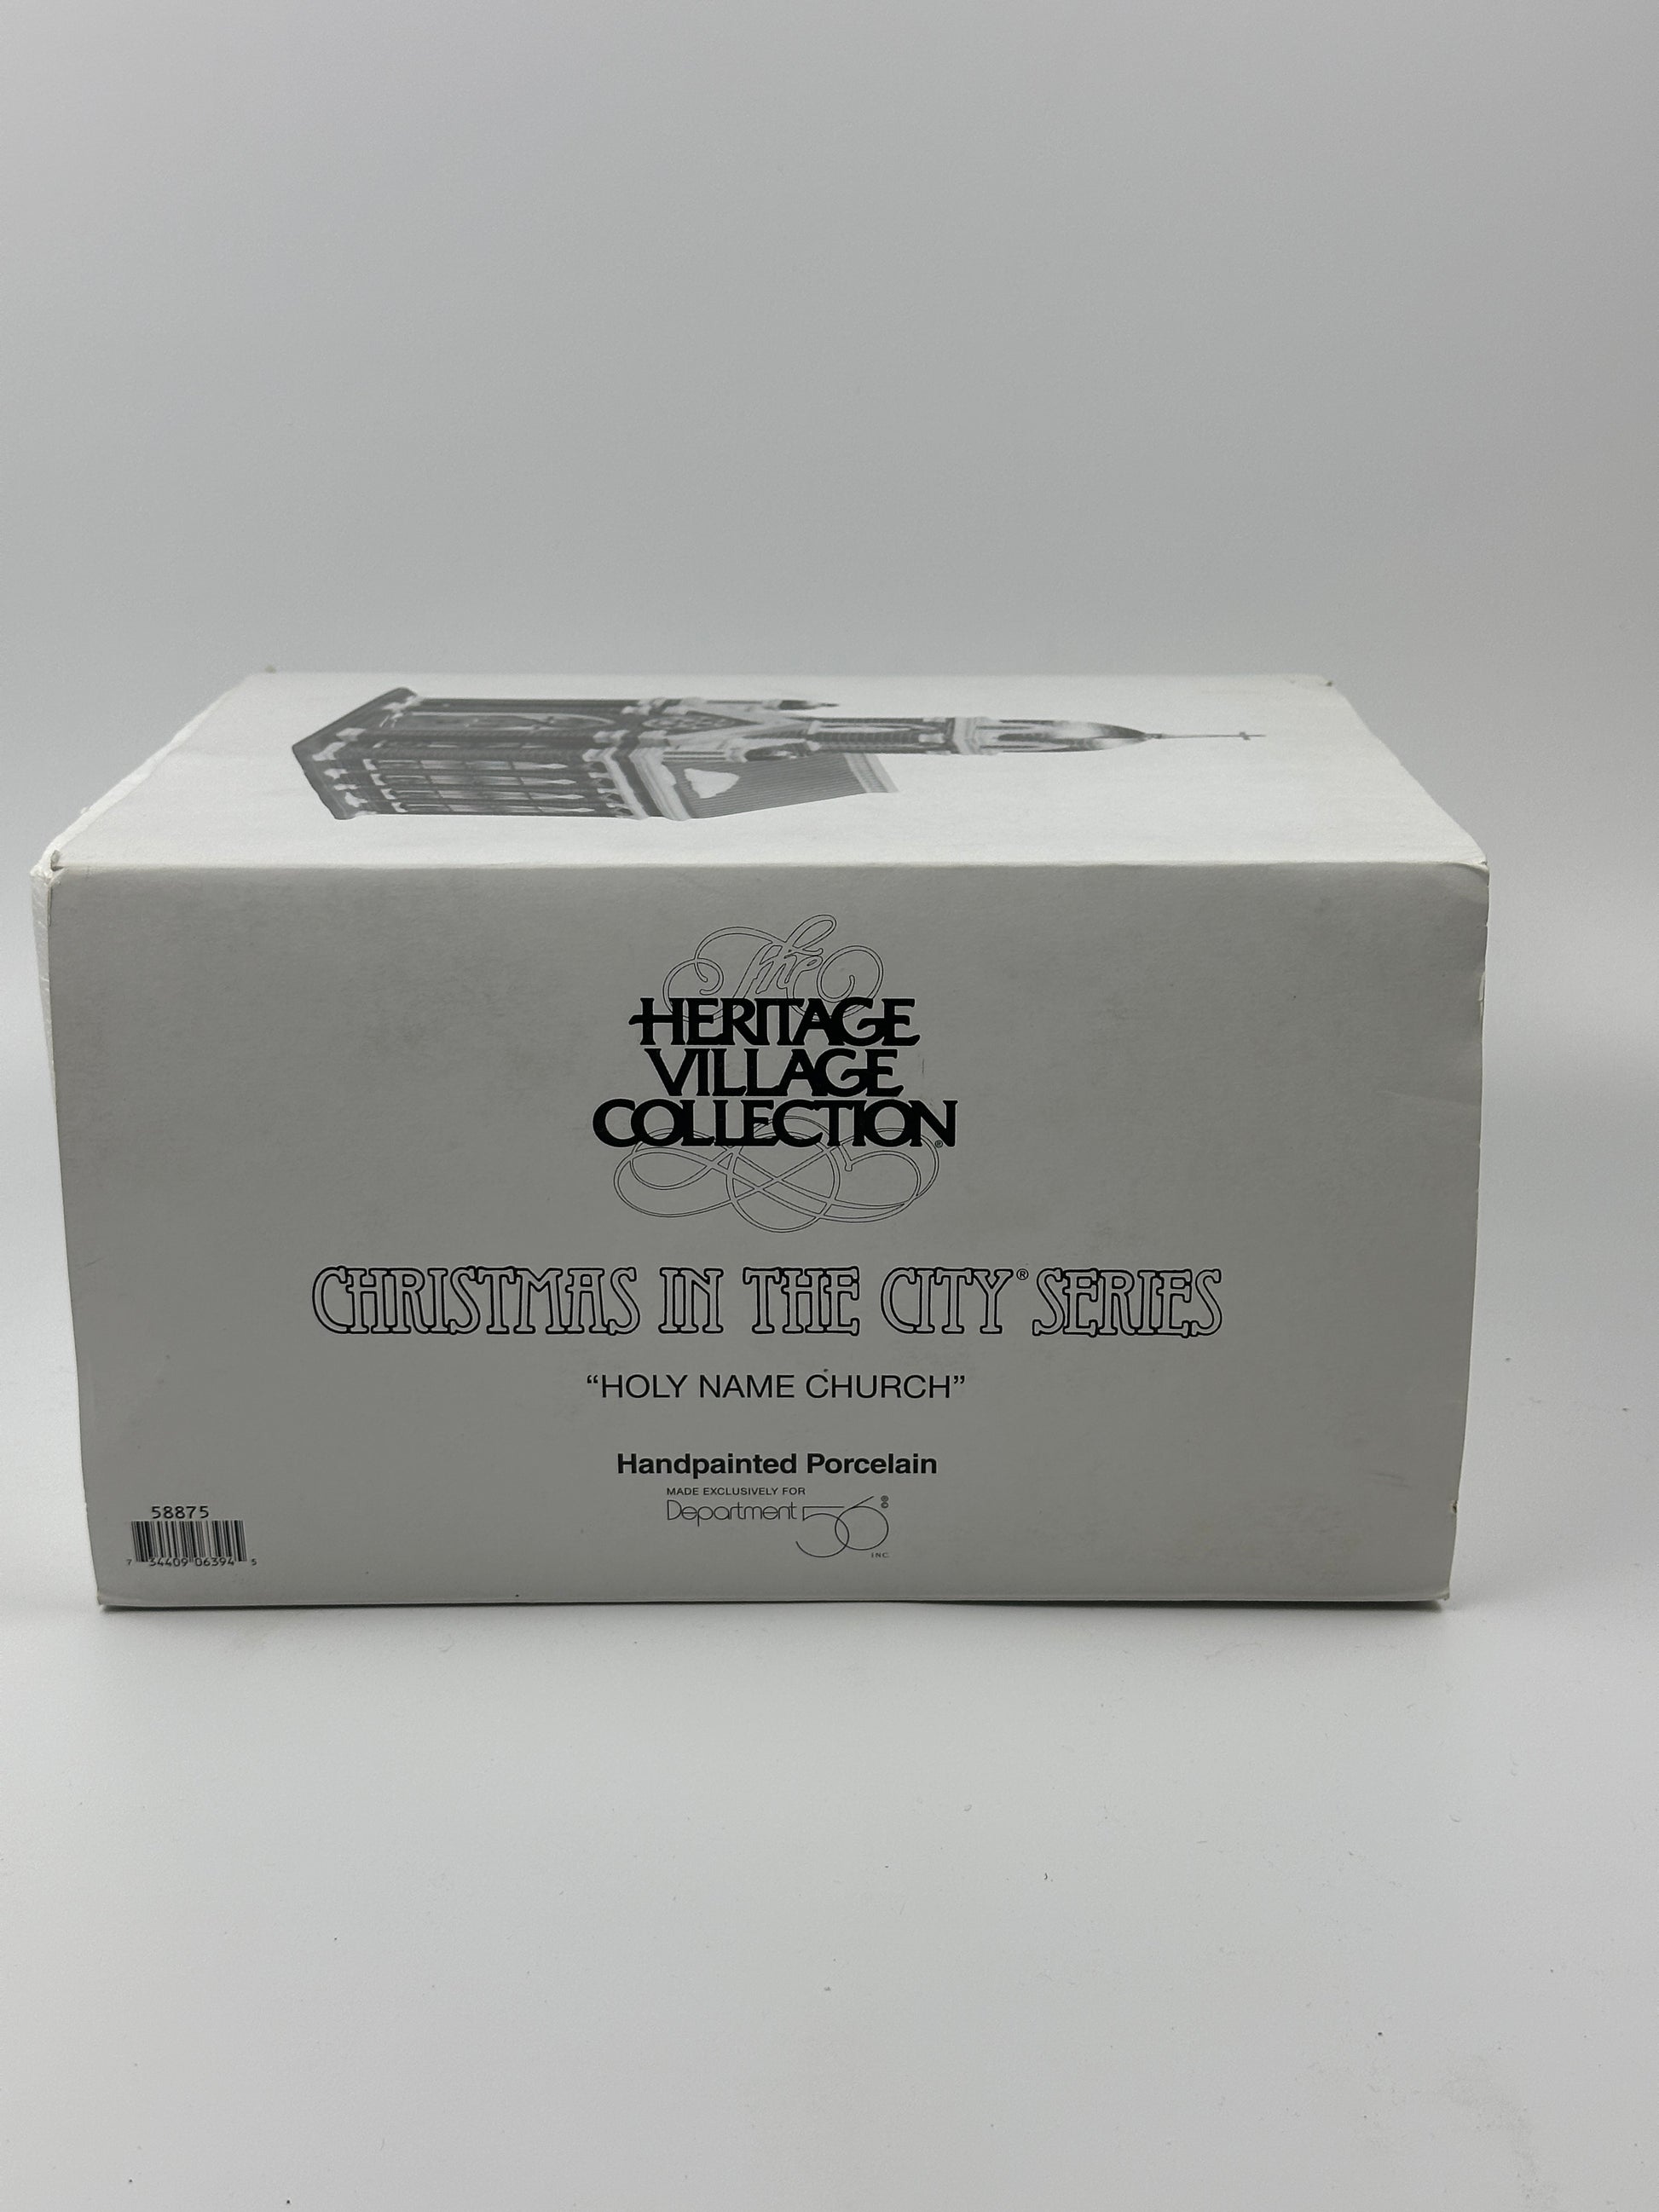 The
HERITAGE
VILLAGE
COLLECTION®
CHRISTMAS IN THE CITY® SERIES
“HOLY NAME CHURCH”
Handpainted Porcelain
MADE EXCLUSIVELY FOR
Department 56®
INC.
58875
7 34409 06394 5